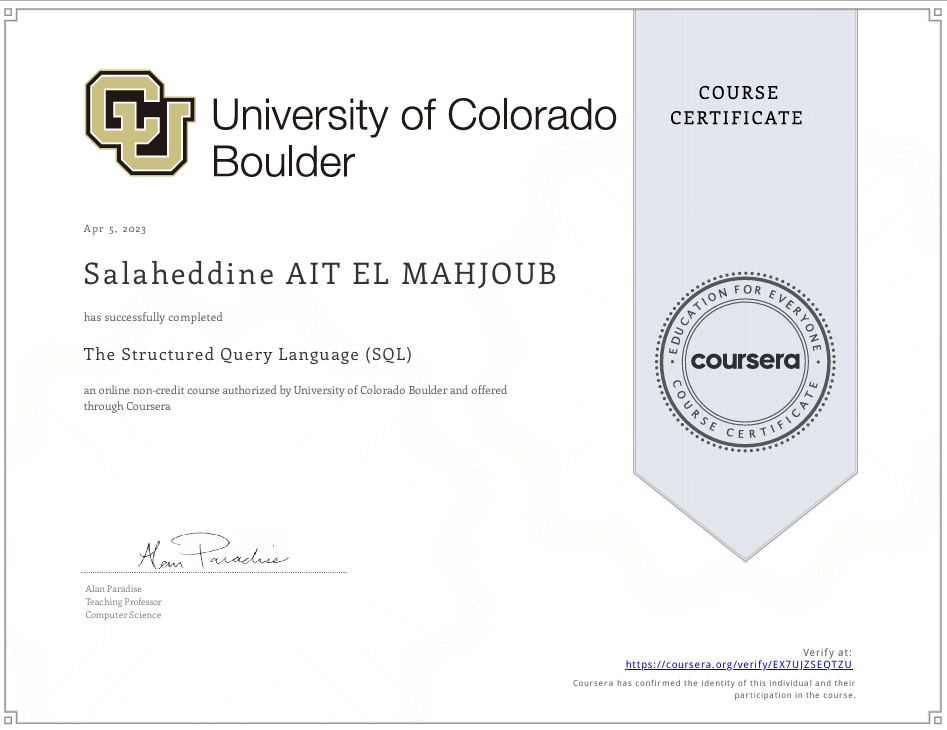 CU
University of Colorado
Boulder
COURSE
CERTIFICATE
Apr 5, 2023
Salaheddine AIT EL MAHJOUB
has successfully completed
The Structured Query Language (SQL)
an online non-credit course authorized by University of Colorado Boulder and offered
through Coursera
EDUCATION FOR EVERYONE
coursera
COURSE CERTIFICATE
Alan Paradise
Alan Paradise
Teaching Professor
Computer Science
Verify at:
https://coursera.org/verify/EX7UJZSEQTZU
Coursera has confirmed the identity of this individual and their
participation in the course.